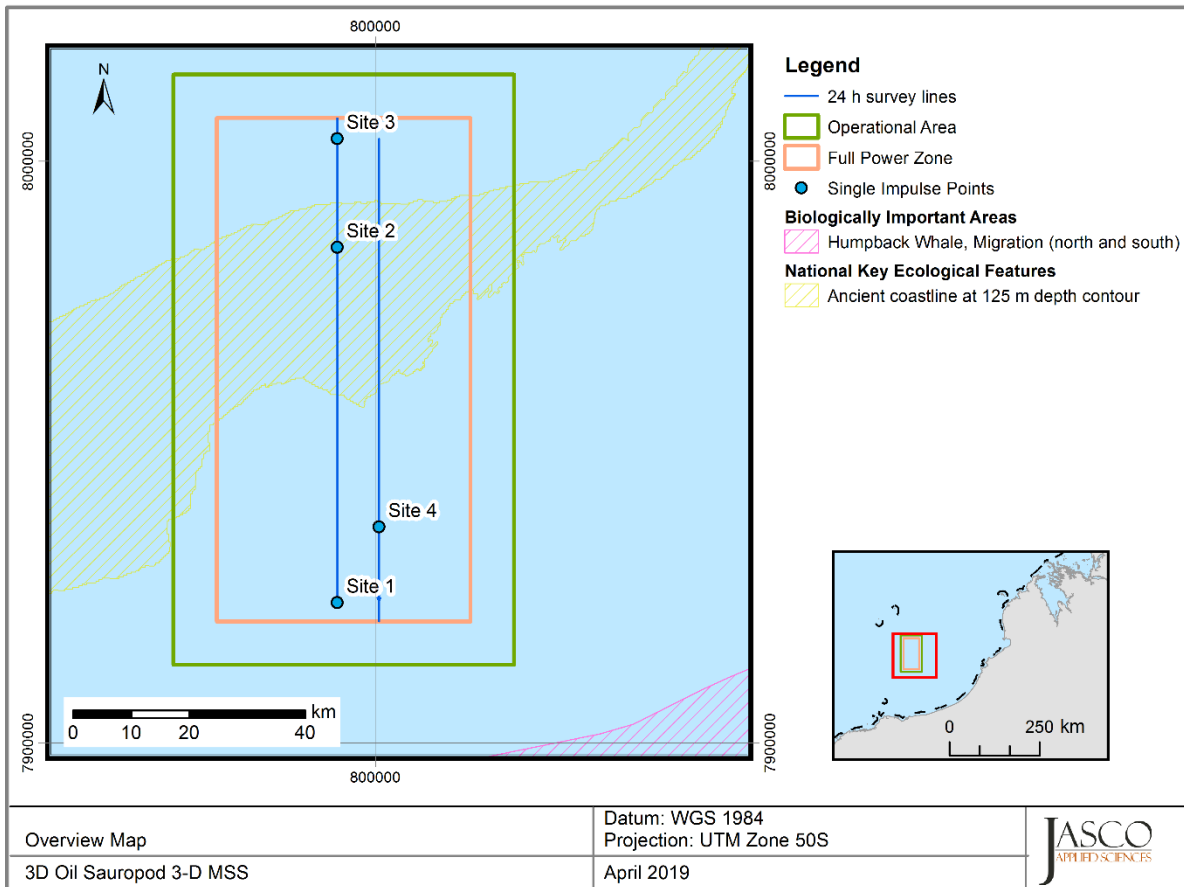 800000
N
Site 3
Site 2
Site 4
Site 1
8000000
8000000
7900000
7900000
km
0 10 20 40
800000
Legend
24 h survey lines
Operational Area
Full Power Zone
Single Impulse Points
Biologically Important Areas
Humpback Whale, Migration (north and south)
National Key Ecological Features
Ancient coastline at 125 m depth contour
0 250 km
Overview Map
3D Oil Sauropod 3-D MSS
Datum: WGS 1984
Projection: UTM Zone 50S
April 2019
JASCO
APPLIED SCIENCES